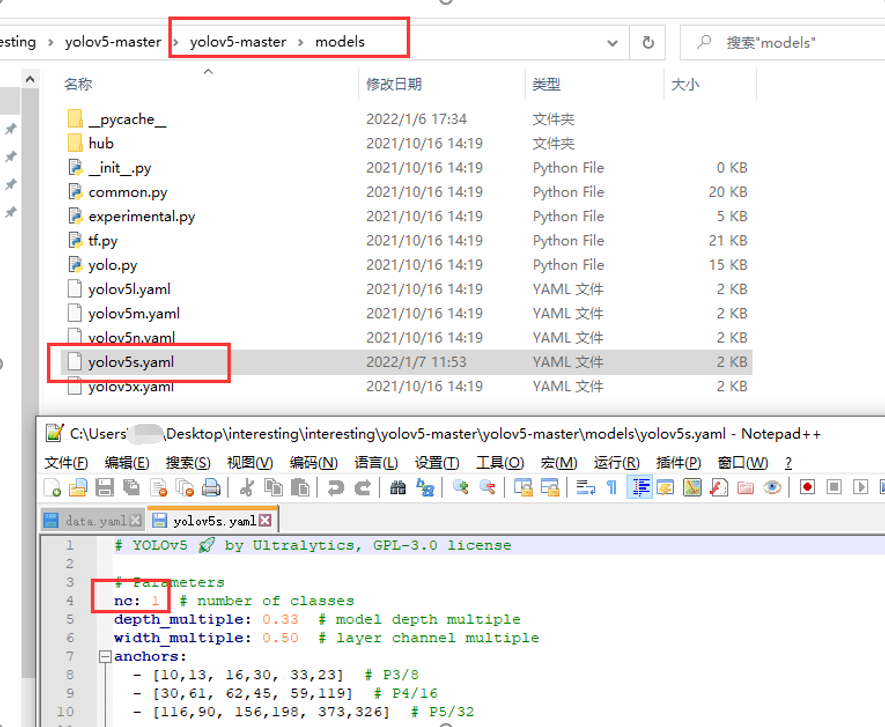 esting › yolov5-master › yolov5-master › models 搜索"models"
名称 修改日期 类型 大小
__pycache__ 2022/1/6 17:34 文件夹
hub 2021/10/16 14:19 文件夹
__init__.py 2021/10/16 14:19 Python File 0 KB
common.py 2021/10/16 14:19 Python File 20 KB
experimental.py 2021/10/16 14:19 Python File 5 KB
tf.py 2021/10/16 14:19 Python File 21 KB
yolo.py 2021/10/16 14:19 Python File 15 KB
yolov5l.yaml 2021/10/16 14:19 YAML 文件 2 KB
yolov5m.yaml 2021/10/16 14:19 YAML 文件 2 KB
yolov5n.yaml 2021/10/16 14:19 YAML 文件 2 KB
yolov5s.yaml 2022/1/7 11:53 YAML 文件 2 KB
yolov5x.yaml 2021/10/16 14:19 YAML 文件 2 KB
C:\Users\ \Desktop\interesting\interesting\yolov5-master\yolov5-master\models\yolov5s.yaml - Notepad++
文件(F) 编辑(E) 搜索(S) 视图(V) 编码(N) 语言(L) 设置(T) 工具(O) 宏(M) 运行(R) 插件(P) 窗口(W) ?
data.yaml yolov5s.yaml
1 # YOLOv5 🚀 by Ultralytics, GPL-3.0 license
2
3 # Parameters
4 nc: 1 # number of classes
5 depth_multiple: 0.33 # model depth multiple
6 width_multiple: 0.50 # layer channel multiple
7 anchors:
8 - [10,13, 16,30, 33,23] # P3/8
9 - [30,61, 62,45, 59,119] # P4/16
10 - [116,90, 156,198, 373,326] # P5/32